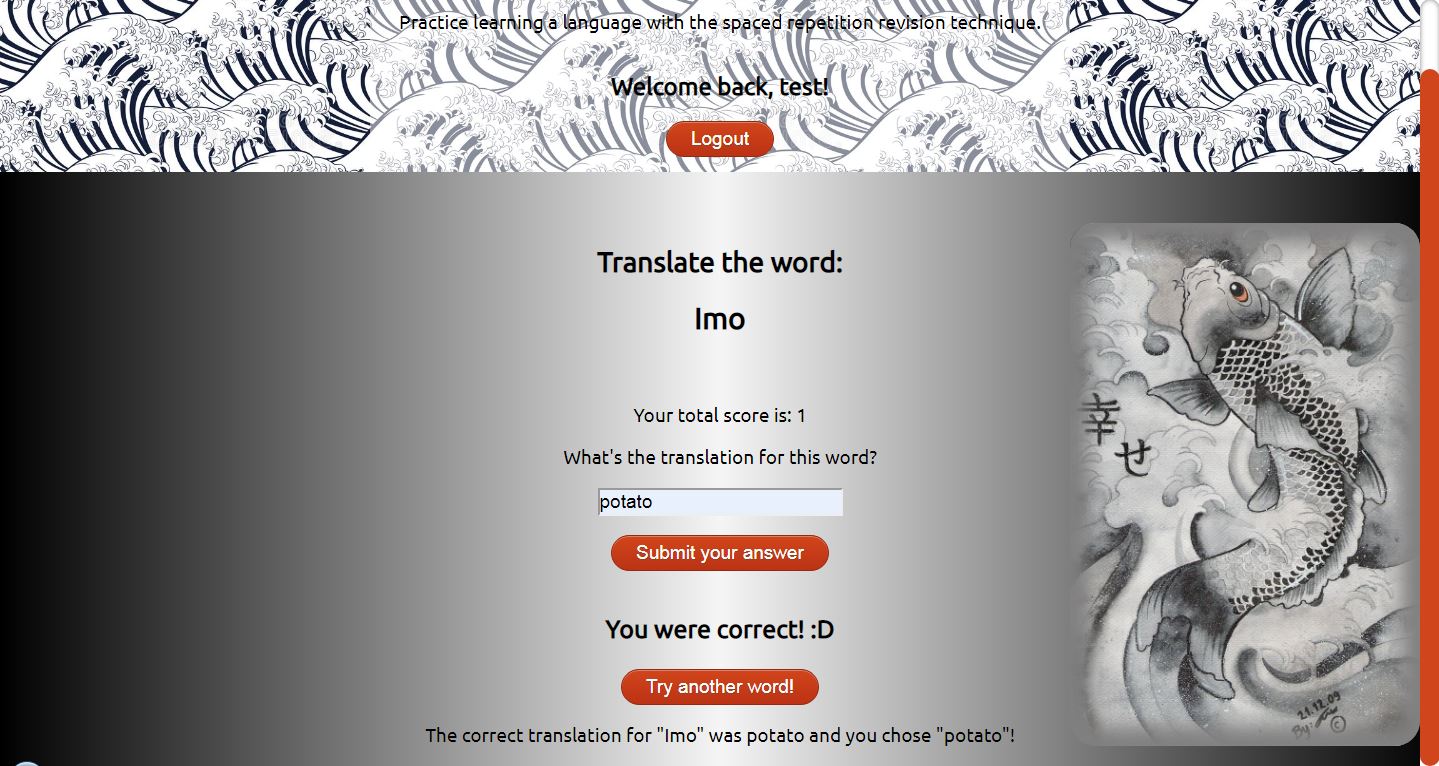 Practice learning a language with the spaced repetition revision technique.
Welcome back, test!
Logout
Translate the word:
Imo
Your total score is: 1
What's the translation for this word?
potato
Submit your answer
You were correct! :D
Try another word!
The correct translation for "Imo" was potato and you chose "potato"!
幸
せ
21.12.09
By:
©